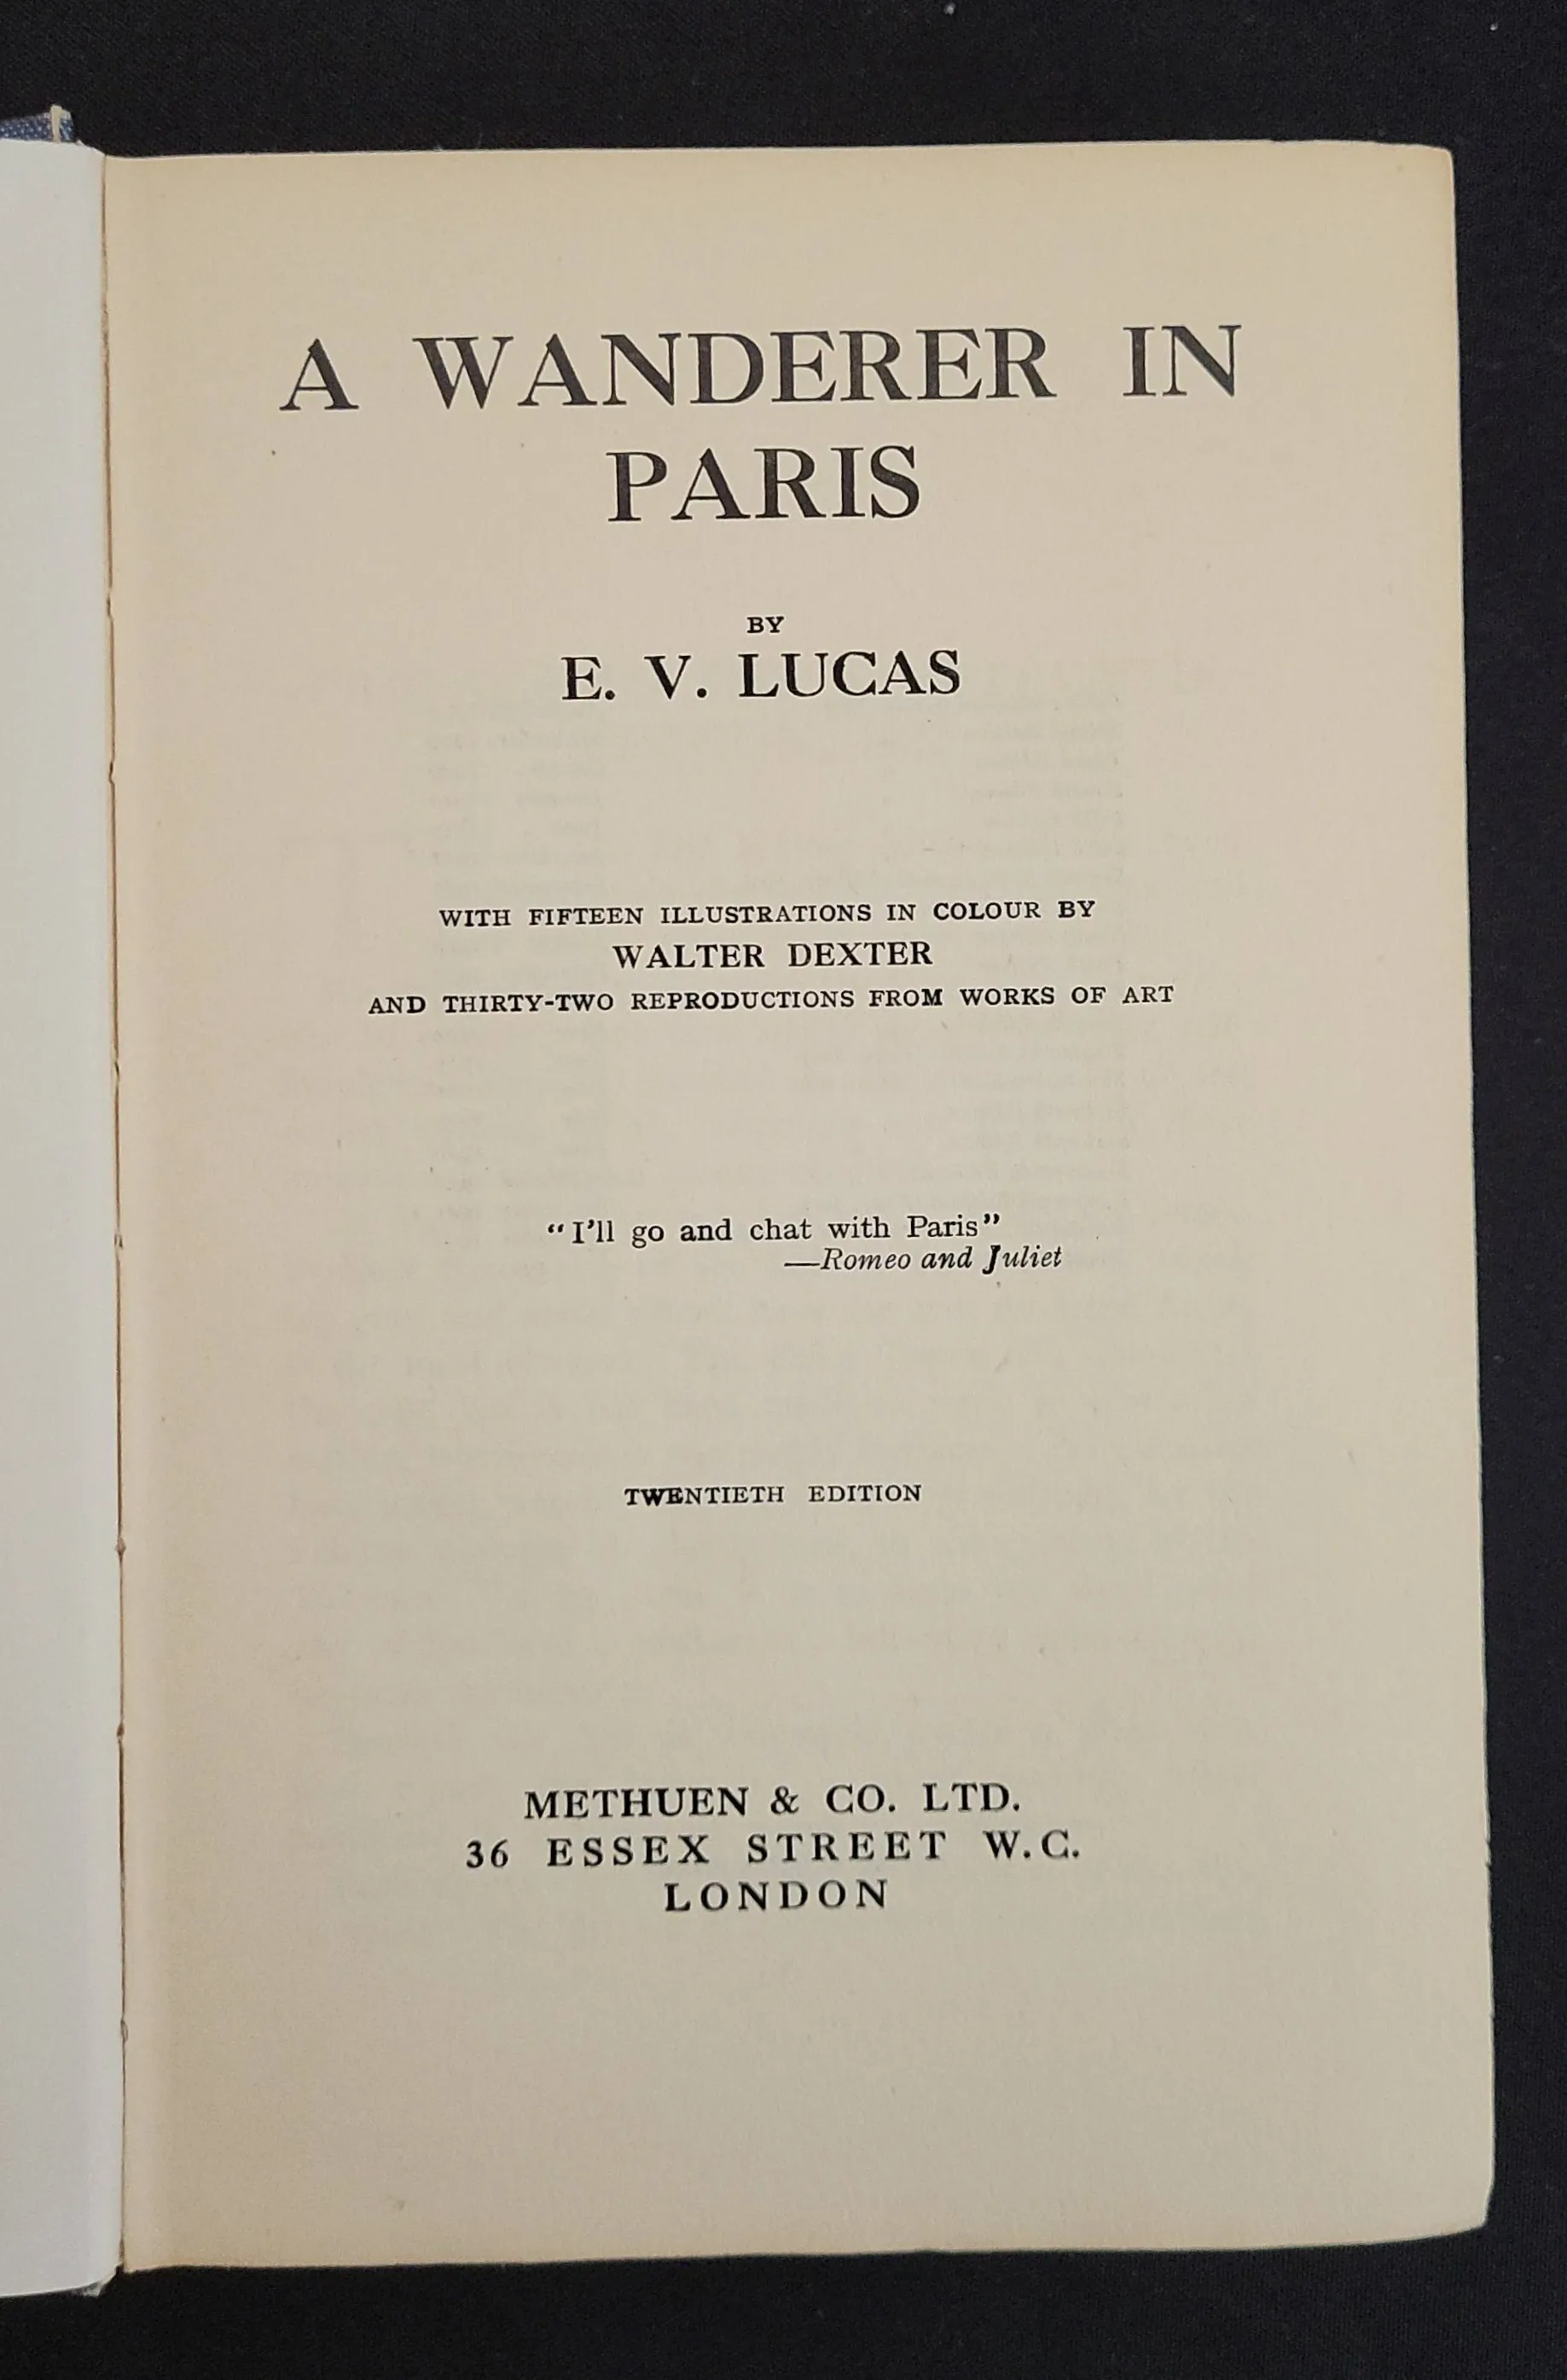 A WANDERER IN
PARIS
BY
E. V. LUCAS
WITH FIFTEEN ILLUSTRATIONS IN COLOUR BY
WALTER DEXTER
AND THIRTY-TWO REPRODUCTIONS FROM WORKS OF ART
"I'll go and chat with Paris"
—Romeo and Juliet
TWENTIETH EDITION
METHUEN & CO. LTD.
36 ESSEX STREET W.C.
LONDON